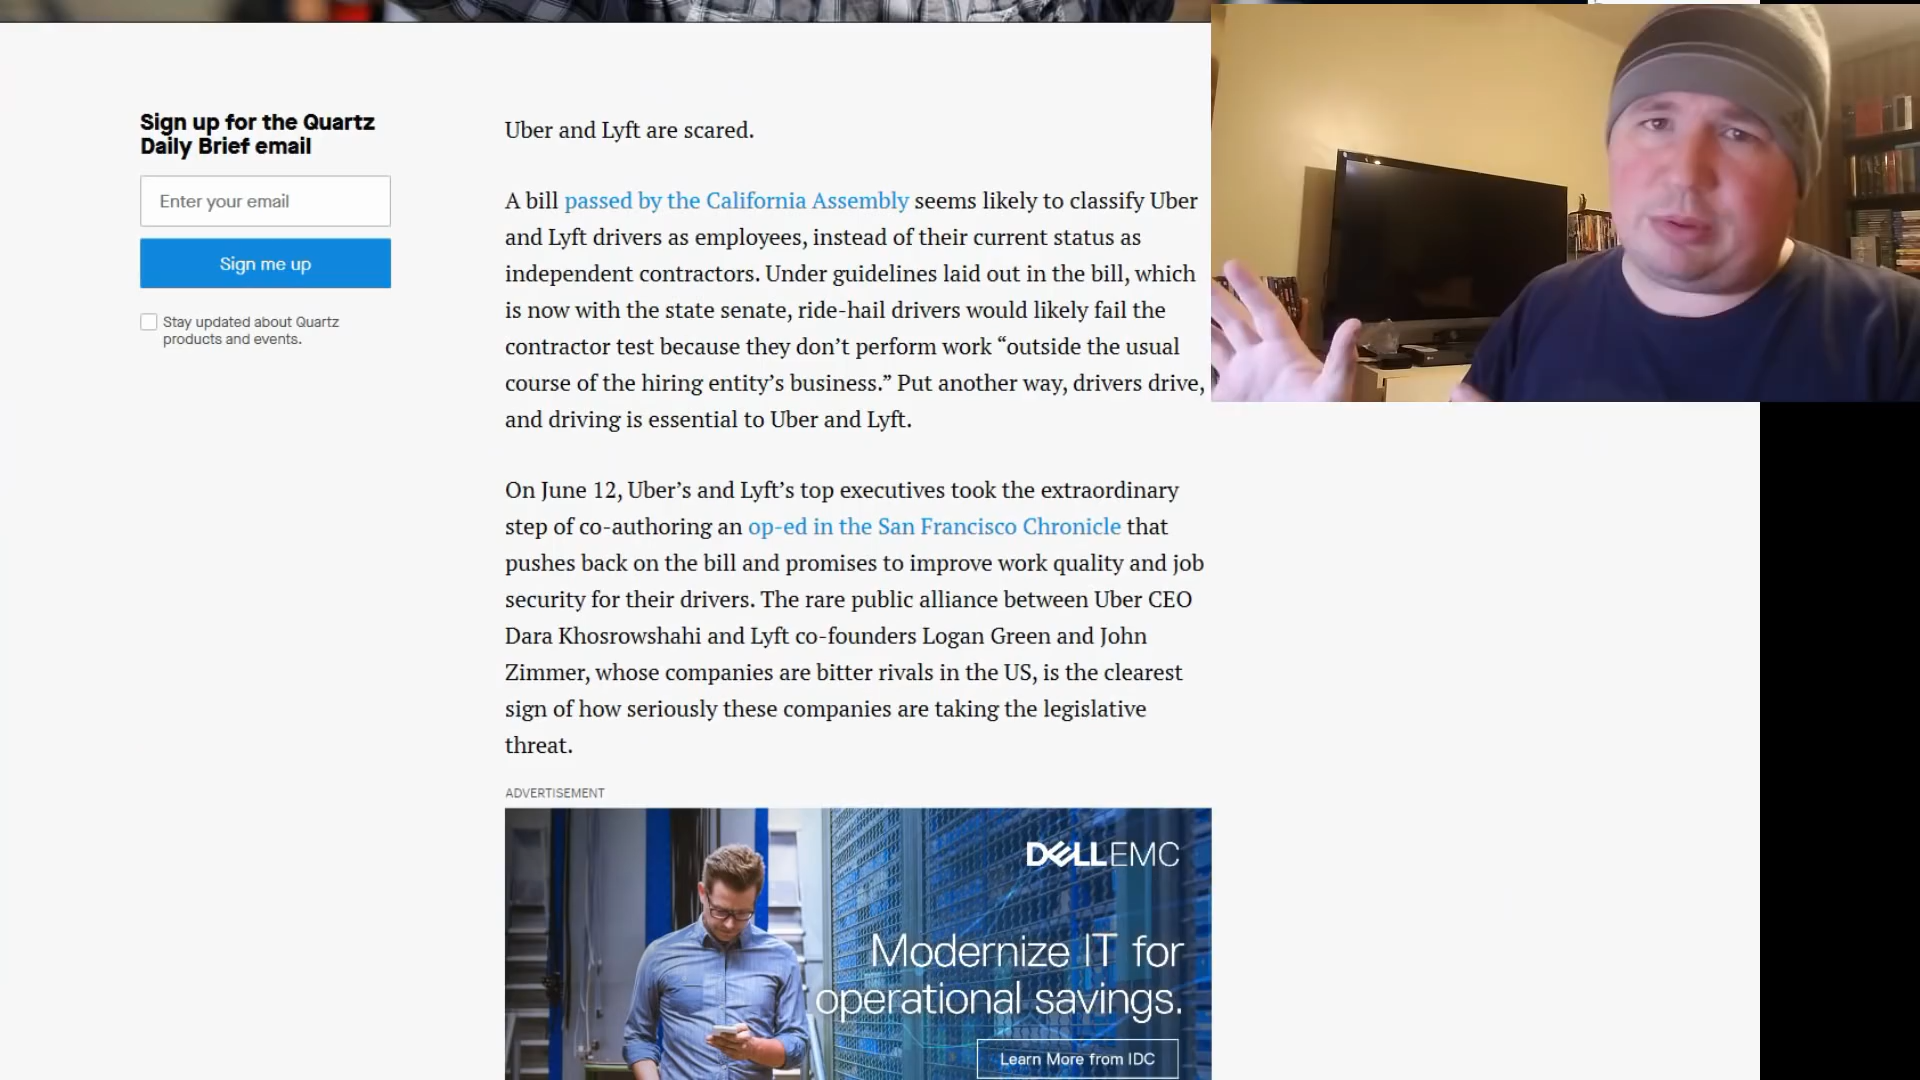 Sign up for the Quartz
Daily Brief email
Enter your email
Sign me up
Stay updated about Quartz
products and events.
Uber and Lyft are scared.
A bill passed by the California Assembly seems likely to classify Uber
and Lyft drivers as employees, instead of their current status as
independent contractors. Under guidelines laid out in the bill, which
is now with the state senate, ride-hail drivers would likely fail the
contractor test because they don’t perform work “outside the usual
course of the hiring entity’s business.” Put another way, drivers drive,
and driving is essential to Uber and Lyft.
On June 12, Uber’s and Lyft’s top executives took the extraordinary
step of co-authoring an op-ed in the San Francisco Chronicle that
pushes back on the bill and promises to improve work quality and job
security for their drivers. The rare public alliance between Uber CEO
Dara Khosrowshahi and Lyft co-founders Logan Green and John
Zimmer, whose companies are bitter rivals in the US, is the clearest
sign of how seriously these companies are taking the legislative
threat.
ADVERTISEMENT
DELLEMC
Modernize IT for
operational savings.
Learn More from IDC